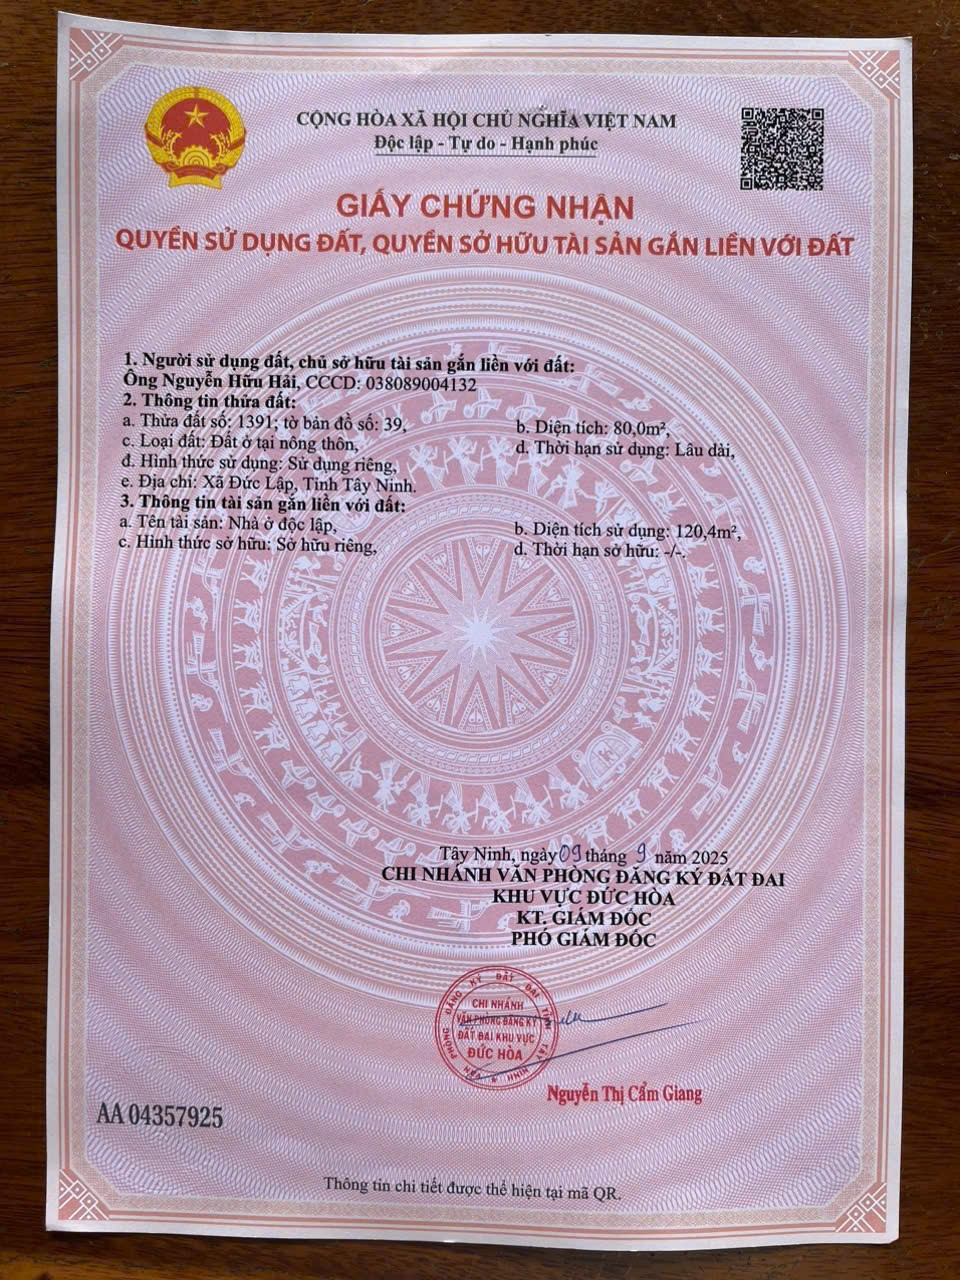 CỘNG HÒA XÃ HỘI CHỦ NGHĨA VIỆT NAM
Độc lập - Tự do - Hạnh phúc
GIẤY CHỨNG NHẬN
QUYỀN SỬ DỤNG ĐẤT, QUYỀN SỞ HỮU TÀI SẢN GẮN LIỀN VỚI ĐẤT
1. Người sử dụng đất, chủ sở hữu tài sản gắn liền với đất:
Ông Nguyễn Hữu Hải, CCCD: 038089004132
2. Thông tin thửa đất:
a. Thửa đất số: 1391; tờ bản đồ số: 39, b. Diện tích: 80,0m²,
c. Loại đất: Đất ở tại nông thôn, d. Thời hạn sử dụng: Lâu dài,
đ. Hình thức sử dụng: Sử dụng riêng,
e. Địa chỉ: Xã Đức Lập, Tỉnh Tây Ninh.
3. Thông tin tài sản gắn liền với đất:
a. Tên tài sản: Nhà ở độc lập, b. Diện tích sử dụng: 120,4m²,
c. Hình thức sở hữu: Sở hữu riêng, d. Thời hạn sở hữu: -/-.
Tây Ninh, ngày 09 tháng 9 năm 2025
CHI NHÁNH VĂN PHÒNG ĐĂNG KÝ ĐẤT ĐAI
KHU VỰC ĐỨC HÒA
KT. GIÁM ĐỐC
PHÓ GIÁM ĐỐC
VĂN PHÒNG ĐĂNG KÝ ĐẤT ĐAI TỈNH TÂY NINH
CHI NHÁNH
VĂN PHÒNG ĐĂNG KÝ
ĐẤT ĐAI KHU VỰC
ĐỨC HÒA
Nguyễn Thị Cẩm Giang
AA 04357925
Thông tin chi tiết được thể hiện tại mã QR.